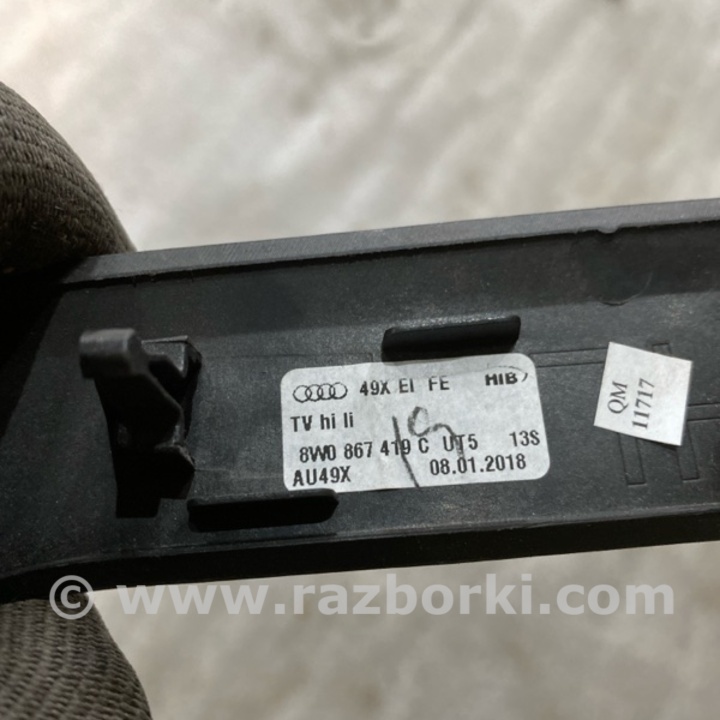 49X EI FE HIB
TV hi li
8W0 867 419 C UT5 13S
AU49X 08.01.2018
QM
11717
© www.razborki.com